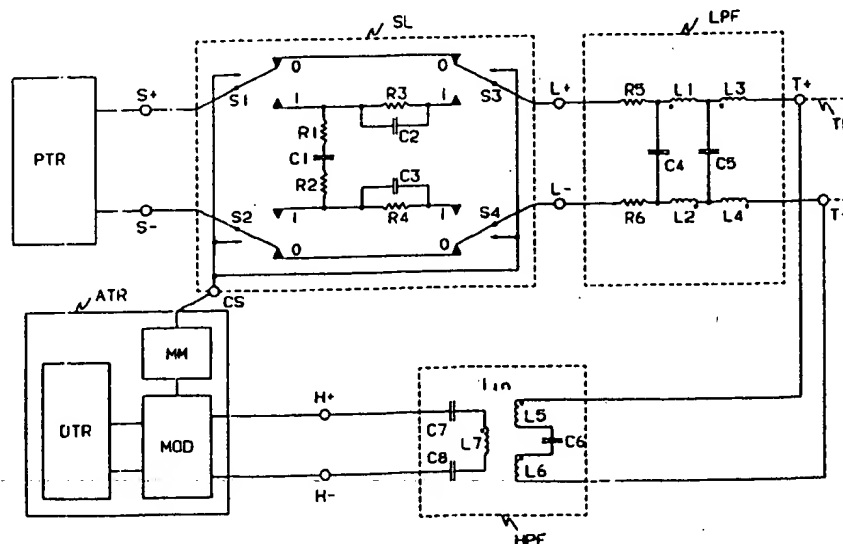 SL
LPF
0
0
S+
S1
S3
L+
R5
L1
L3
T+
1
R3
1
C2
R1
PTR
C1
C4
C5
R2
C3
S-
S2
1
R4
1
S4
L-
R6
L2
L4
0
0
CS
ATR
MM
DTR
MOD
H+
H-
C7
L7
C8
L5
C6
L6
HPF